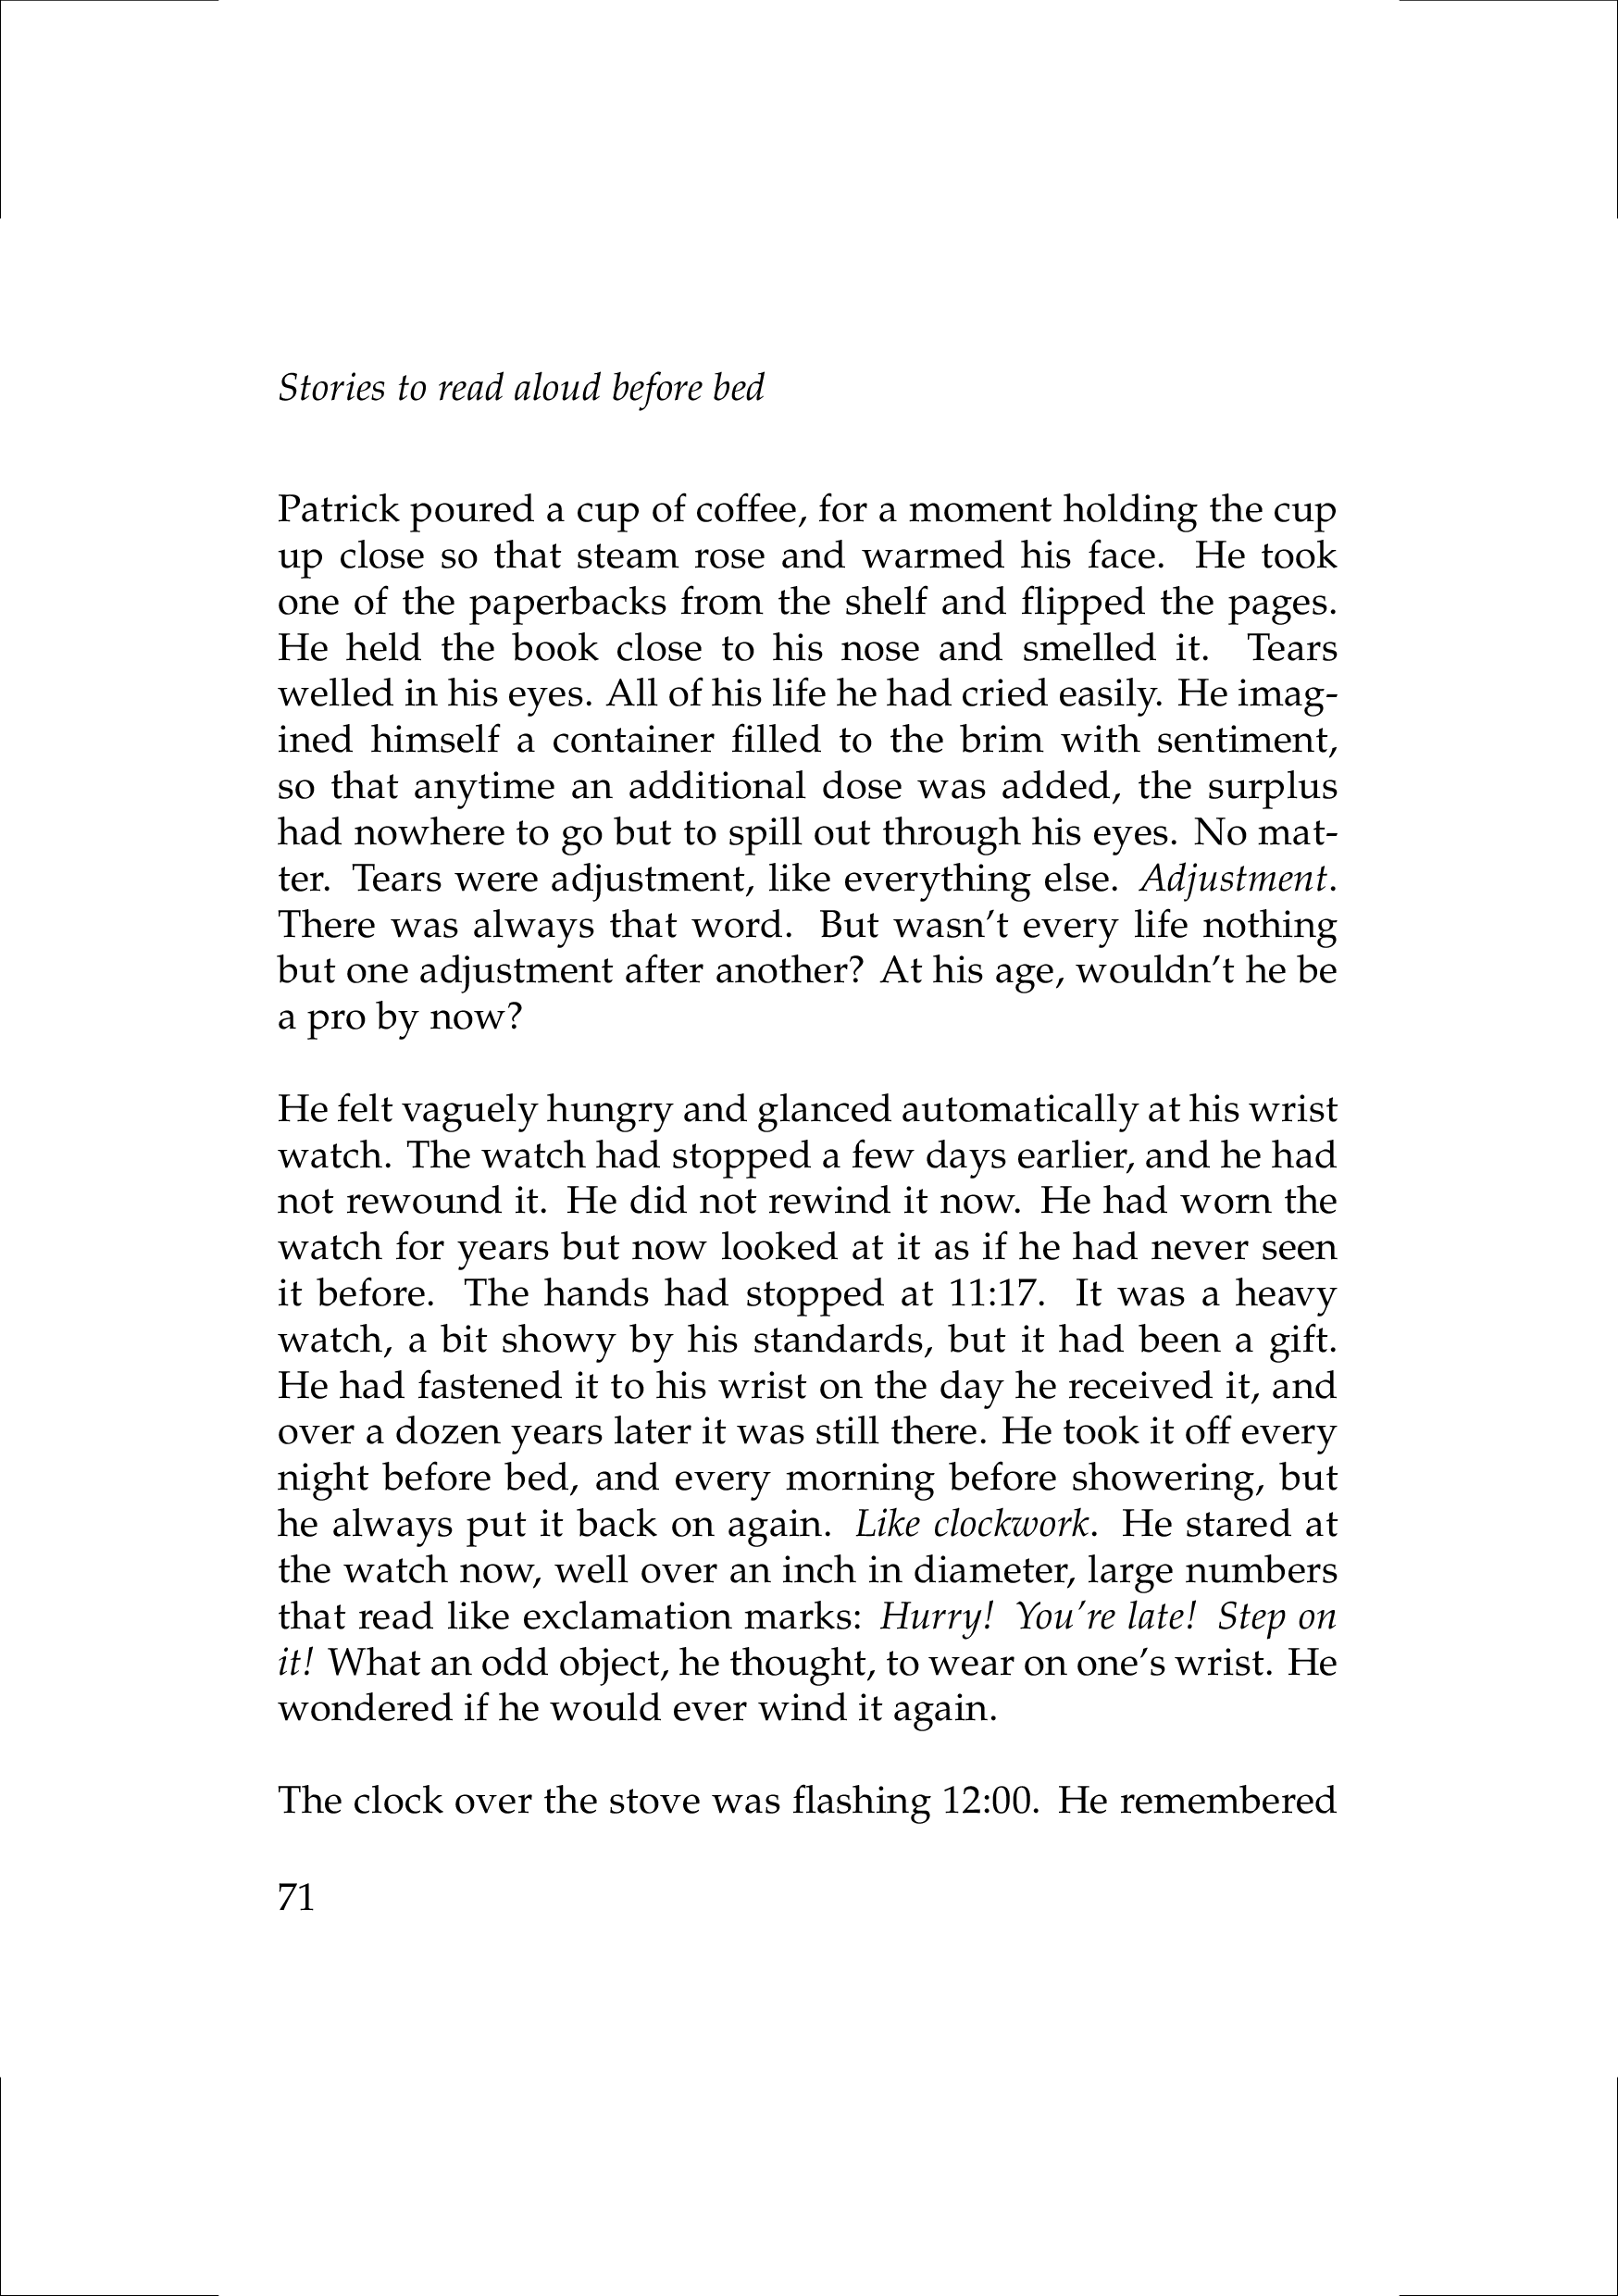 Stories to read aloud before bed
Patrick poured a cup of coffee, for a moment holding the cup
up close so that steam rose and warmed his face. He took
one of the paperbacks from the shelf and flipped the pages.
He held the book close to his nose and smelled it. Tears
welled in his eyes. All of his life he had cried easily. He imag-
ined himself a container filled to the brim with sentiment,
so that anytime an additional dose was added, the surplus
had nowhere to go but to spill out through his eyes. No mat-
ter. Tears were adjustment, like everything else. Adjustment.
There was always that word. But wasn't every life nothing
but one adjustment after another? At his age, wouldn't he be
a pro by now?
He felt vaguely hungry and glanced automatically at his wrist
watch. The watch had stopped a few days earlier, and he had
not rewound it. He did not rewind it now. He had worn the
watch for years but now looked at it as if he had never seen
it before. The hands had stopped at 11:17. It was a heavy
watch, a bit showy by his standards, but it had been a gift.
He had fastened it to his wrist on the day he received it, and
over a dozen years later it was still there. He took it off every
night before bed, and every morning before showering, but
he always put it back on again. Like clockwork. He stared at
the watch now, well over an inch in diameter, large numbers
that read like exclamation marks: Hurry! You're late! Step on
it! What an odd object, he thought, to wear on one's wrist. He
wondered if he would ever wind it again.
The clock over the stove was flashing 12:00. He remembered
71